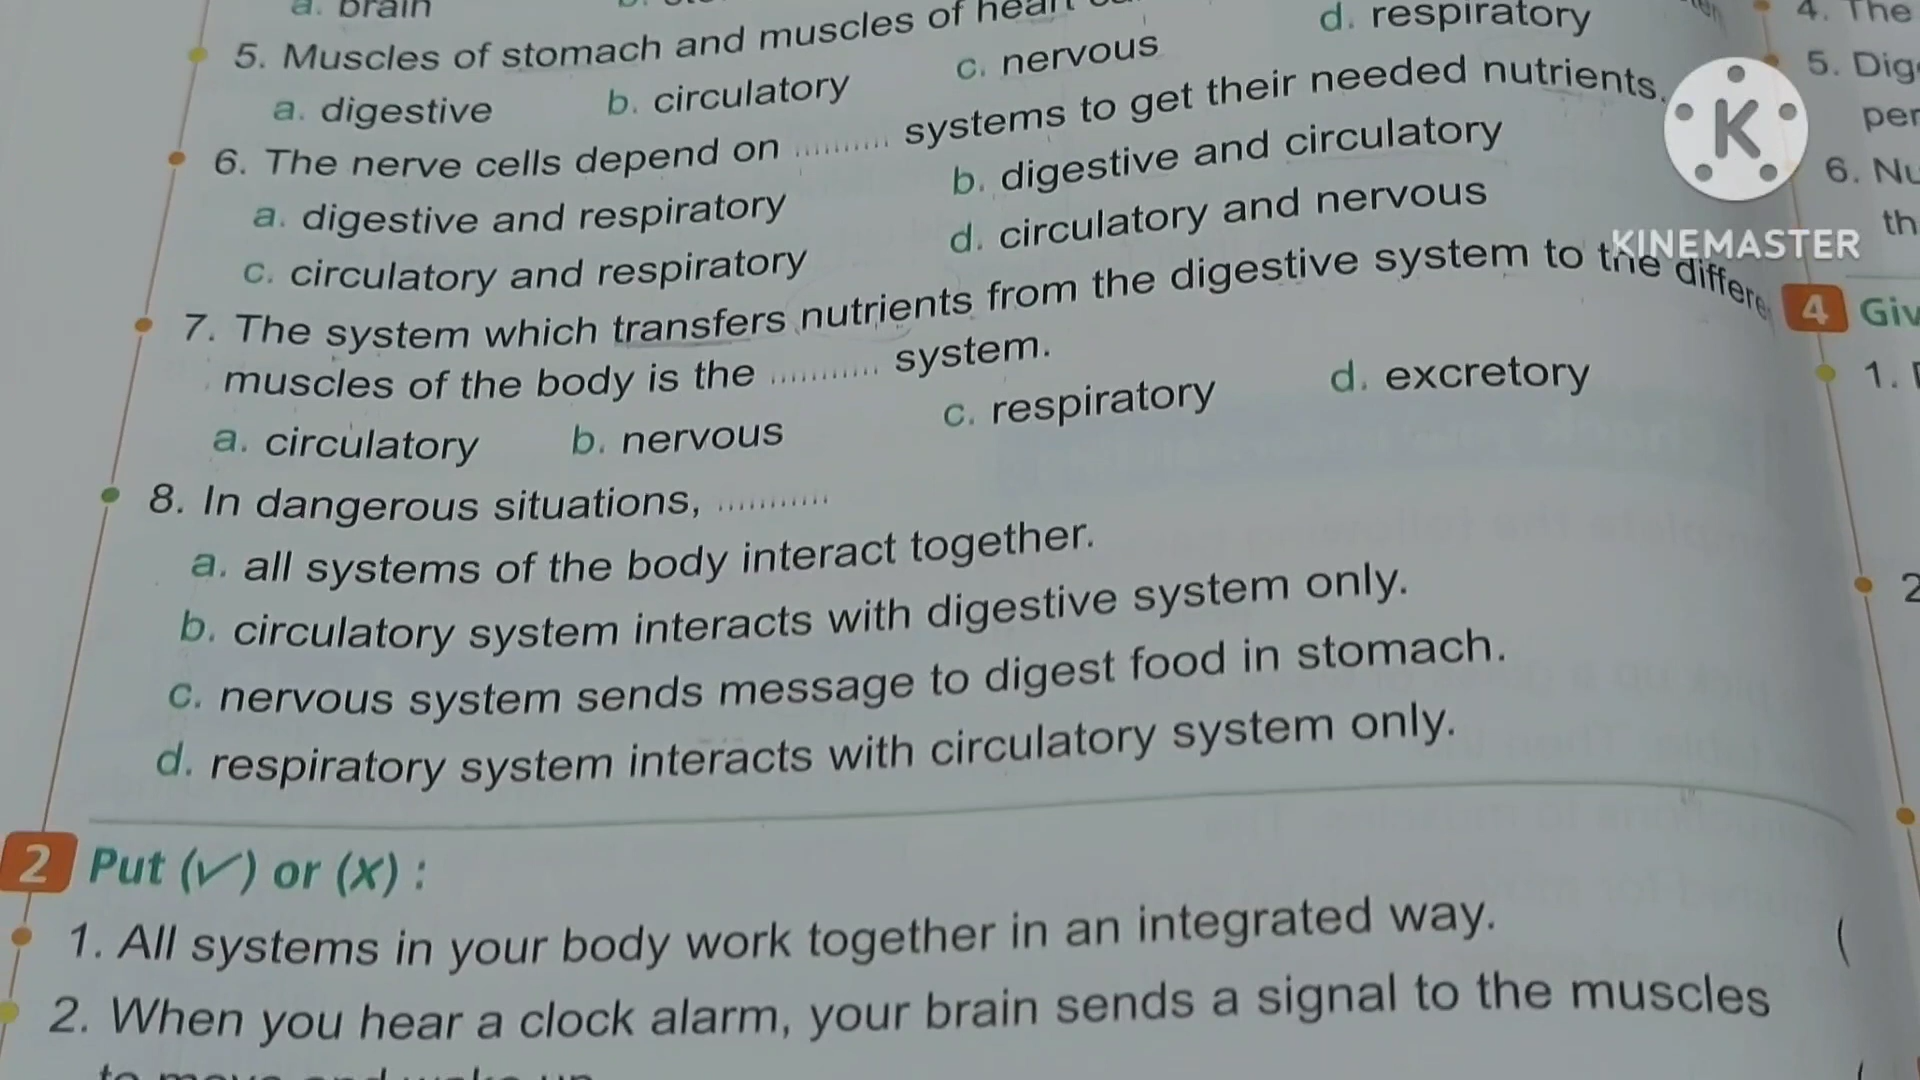 a. brain
5. Muscles of stomach and muscles of heart
a. digestive b. circulatory c. nervous d. respiratory
6. The nerve cells depend on .......... systems to get their needed nutrients.
a. digestive and respiratory b. digestive and circulatory
c. circulatory and respiratory d. circulatory and nervous
7. The system which transfers nutrients from the digestive system to the differe
muscles of the body is the ........... system.
a. circulatory b. nervous c. respiratory d. excretory
8. In dangerous situations, ...........
a. all systems of the body interact together.
b. circulatory system interacts with digestive system only.
c. nervous system sends message to digest food in stomach.
d. respiratory system interacts with circulatory system only.
2 Put (✓) or (x) :
1. All systems in your body work together in an integrated way. (
2. When you hear a clock alarm, your brain sends a signal to the muscles
to move and wake up. (
4. The
5. Dig
per
6. Nu
th
4 Giv
1.
2
K
KINEMASTER